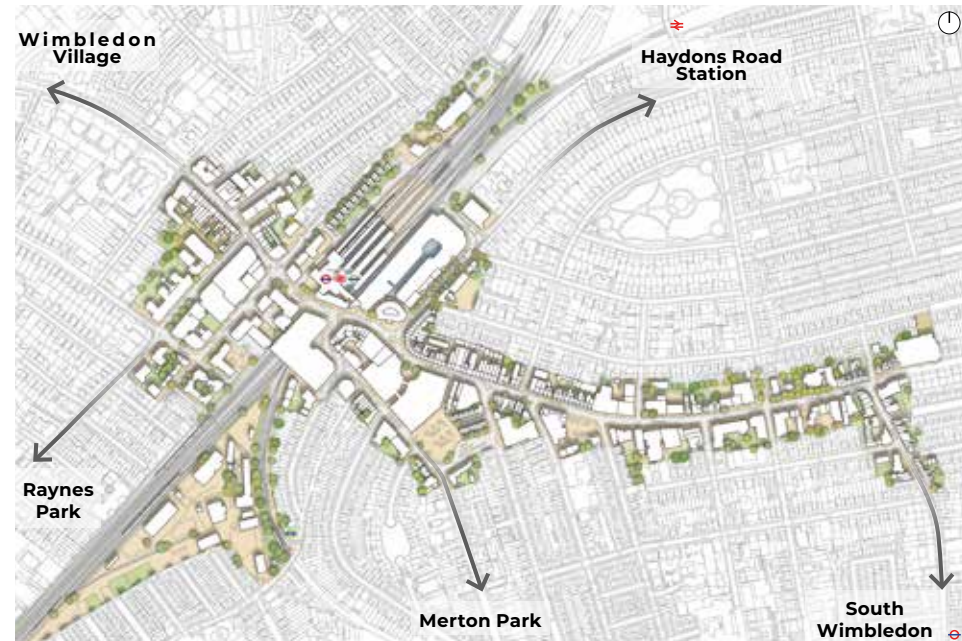 Wimbledon
Village
Haydons Road
Station
Raynes
Park
Merton Park
South
Wimbledon